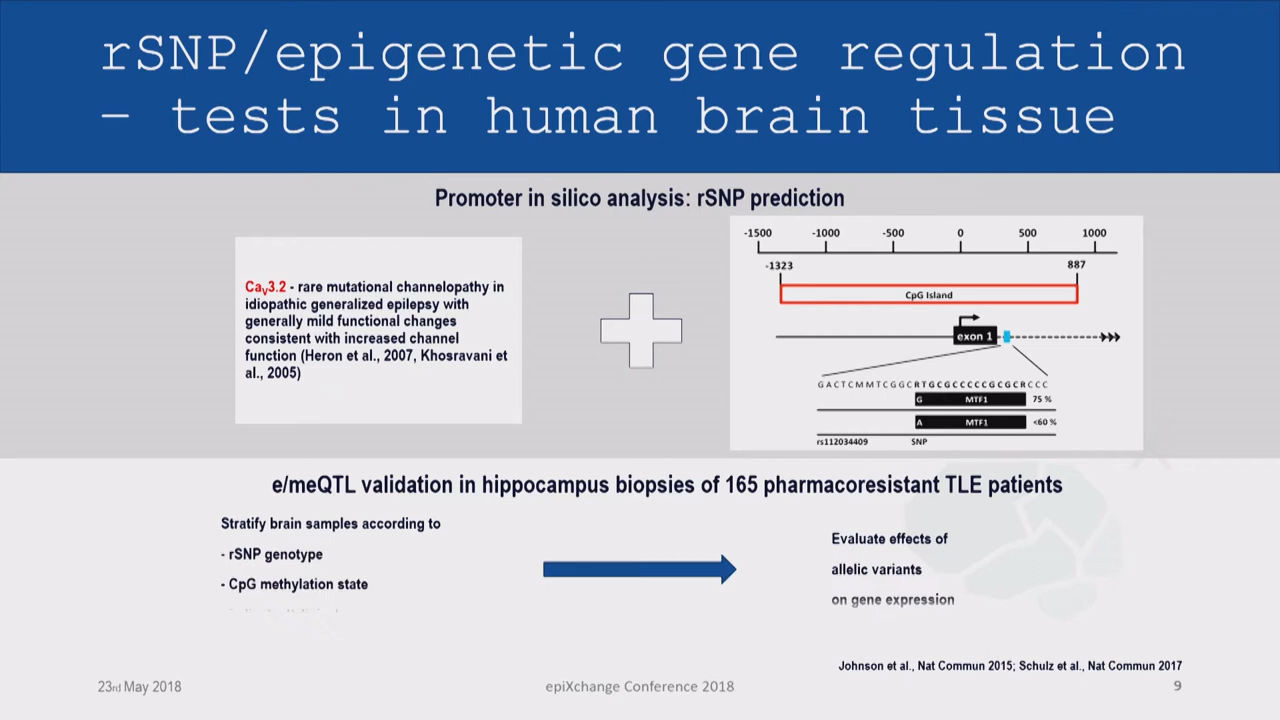 rSNP/epigenetic gene regulation
– tests in human brain tissue
Promoter in silico analysis: rSNP prediction
CaV3.2 - rare mutational channelopathy in
idiopathic generalized epilepsy with
generally mild functional changes
consistent with increased channel
function (Heron et al., 2007, Khosravani et
al., 2005)
-1500 -1000 -500 0 500 1000
-1323 887
CpG Island
exon 1
GACTCMMTCGGCRTGCGCCCCCGCGCRCCC
G MTF1 75 %
A MTF1 <60 %
rs112034409 SNP
e/meQTL validation in hippocampus biopsies of 165 pharmacoresistant TLE patients
Stratify brain samples according to
- rSNP genotype
- CpG methylation state
Evaluate effects of
allelic variants
on gene expression
Johnson et al., Nat Commun 2015; Schulz et al., Nat Commun 2017
23rd May 2018 epiXchange Conference 2018 9